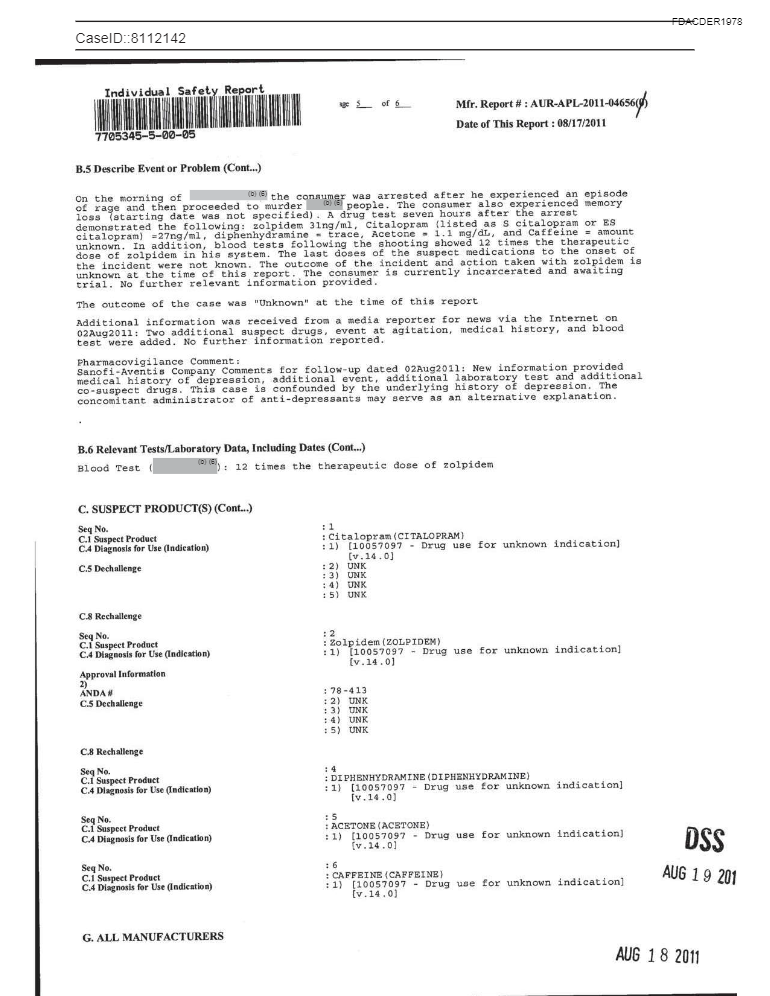 FDACDER1978
CaseID::8112142
Individual Safety Report
7705345-5-00-05
age 5 of 6
Mfr. Report # : AUR-APL-2011-04656(0)
Date of This Report : 08/17/2011
B.5 Describe Event or Problem (Cont...)
On the morning of (b) (6) the consumer was arrested after he experienced an episode
of rage and then proceeded to murder (b) (6) people. The consumer also experienced memory
loss (starting date was not specified). A drug test seven hours after the arrest
demonstrated the following: zolpidem 31ng/ml, Citalopram (listed as S citalopram or ES
citalopram) =27ng/ml, diphenhydramine = trace, Acetone = 1.1 mg/dL, and Caffeine = amount
unknown. In addition, blood tests following the shooting showed 12 times the therapeutic
dose of zolpidem in his system. The last doses of the suspect medications to the onset of
the incident were not known. The outcome of the incident and action taken with zolpidem is
unknown at the time of this report. The consumer is currently incarcerated and awaiting
trial. No further relevant information provided.
The outcome of the case was "Unknown" at the time of this report
Additional information was received from a media reporter for news via the Internet on
02Aug2011: Two additional suspect drugs, event at agitation, medical history, and blood
test were added. No further information reported.
Pharmacovigilance Comment:
Sanofi-Aventis Company Comments for follow-up dated 02Aug2011: New information provided
medical history of depression, additional event, additional laboratory test and additional
co-suspect drugs. This case is confounded by the underlying history of depression. The
concomitant administrator of anti-depressants may serve as an alternative explanation.
.
B.6 Relevant Tests/Laboratory Data, Including Dates (Cont...)
Blood Test ( (b) (6) ): 12 times the therapeutic dose of zolpidem
C. SUSPECT PRODUCT(S) (Cont...)
Seq No. : 1
C.1 Suspect Product : Citalopram(CITALOPRAM)
C.4 Diagnosis for Use (Indication) : 1) [10057097 - Drug use for unknown indication]
[v.14.0]
C.5 Dechallenge : 2) UNK
: 3) UNK
: 4) UNK
: 5) UNK
C.8 Rechallenge
Seq No. : 2
C.1 Suspect Product : Zolpidem(ZOLPIDEM)
C.4 Diagnosis for Use (Indication) : 1) [10057097 - Drug use for unknown indication]
[v.14.0]
Approval Information
2)
ANDA # : 78-413
C.5 Dechallenge : 2) UNK
: 3) UNK
: 4) UNK
: 5) UNK
C.8 Rechallenge
Seq No. : 4
C.1 Suspect Product : DIPHENHYDRAMINE(DIPHENHYDRAMINE)
C.4 Diagnosis for Use (Indication) : 1) [10057097 - Drug use for unknown indication]
[v.14.0]
Seq No. : 5
C.1 Suspect Product : ACETONE(ACETONE)
C.4 Diagnosis for Use (Indication) : 1) [10057097 - Drug use for unknown indication]
[v.14.0]
Seq No. : 6
C.1 Suspect Product : CAFFEINE(CAFFEINE)
C.4 Diagnosis for Use (Indication) : 1) [10057097 - Drug use for unknown indication]
[v.14.0]
DSS
AUG 19 201
G. ALL MANUFACTURERS
AUG 18 2011